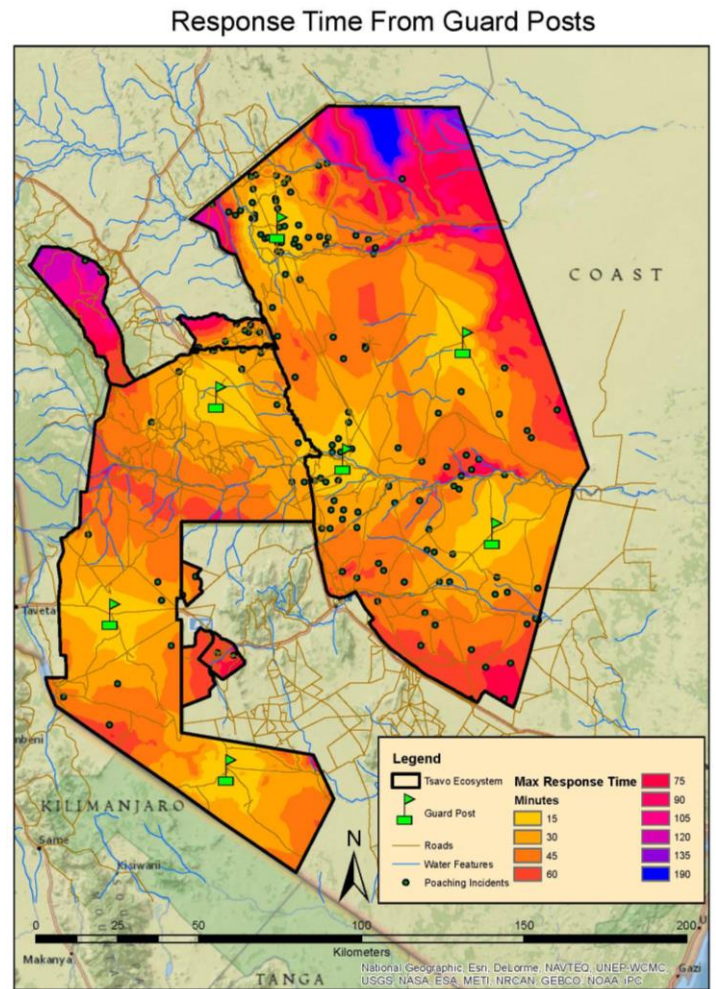 Response Time From Guard Posts
COAST
Taveta
mbeni
KILIMANJARO
Same
Kisiwani
Makanya
TANGA
Gazi
U
N
Legend
Tsavo Ecosystem
Guard Post
Roads
Water Features
Poaching Incidents
Max Response Time
Minutes
15
30
45
60
75
90
105
120
135
190
0 25 50 100 150 200
Kilometers
National Geographic, Esri, DeLorme, NAVTEQ, UNEP-WCMC,
USGS, NASA, ESA, METI, NRCAN, GEBCO, NOAA, iPC